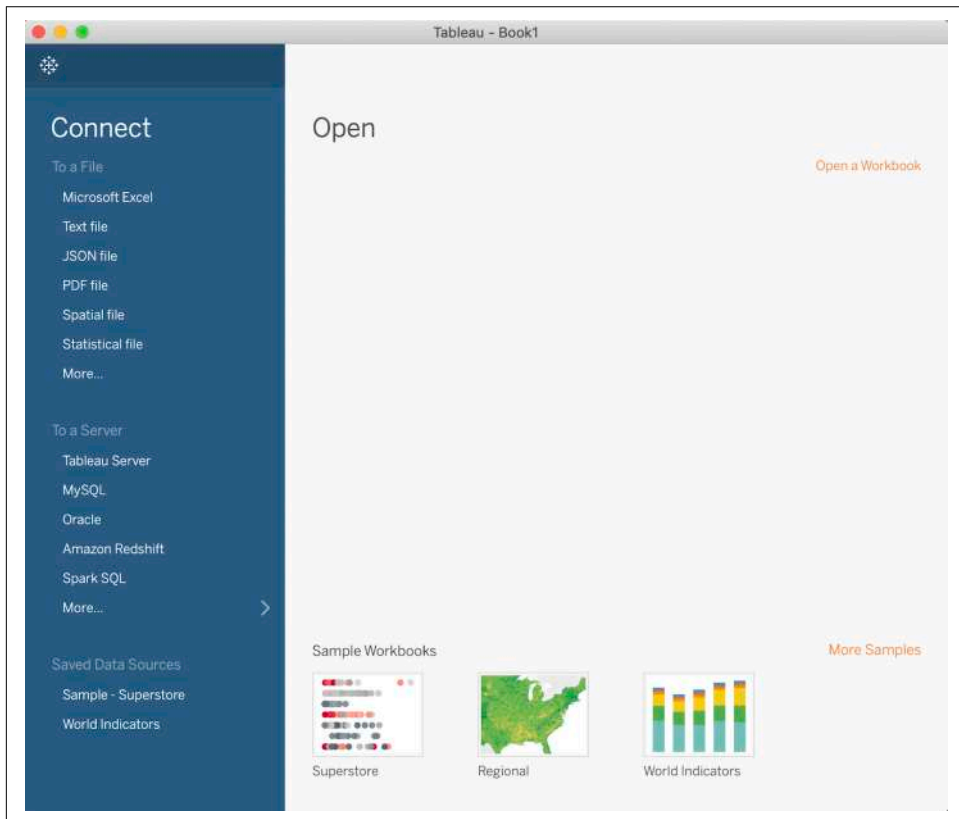 Tableau - Book1
Connect
To a File
Microsoft Excel
Text file
JSON file
PDF file
Spatial file
Statistical file
More...
To a Server
Tableau Server
MySQL
Oracle
Amazon Redshift
Spark SQL
More...
Saved Data Sources
Sample - Superstore
World Indicators
Open
Open a Workbook
Sample Workbooks
More Samples
Superstore
Regional
World Indicators